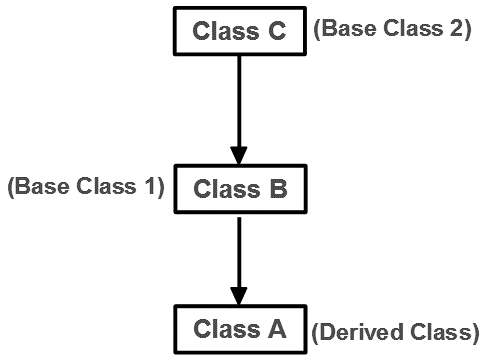 Class C (Base Class 2)
(Base Class 1) Class B
Class A (Derived Class)